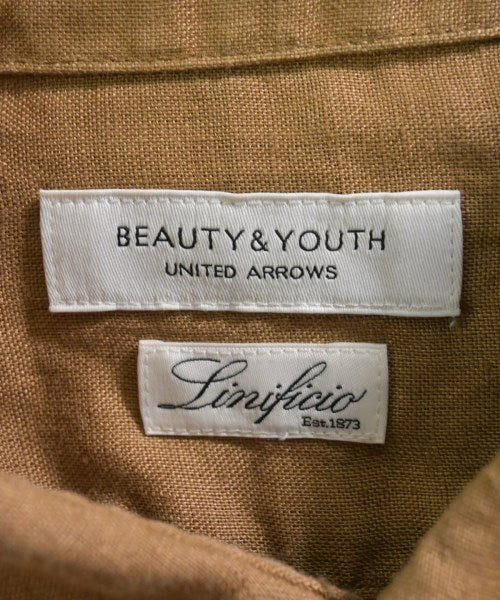 BEAUTY&YOUTH
UNITED ARROWS
Linificio
Est.1873